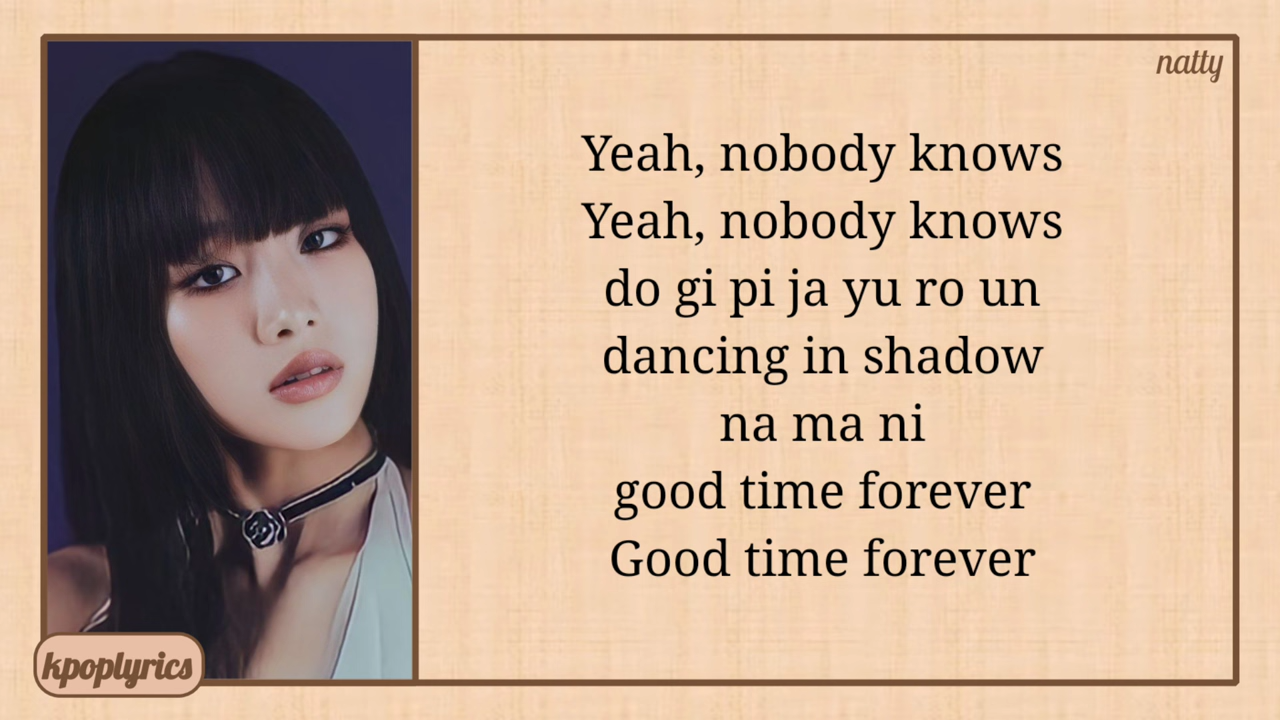 natty
Yeah, nobody knows
Yeah, nobody knows
do gi pi ja yu ro un
dancing in shadow
na ma ni
good time forever
Good time forever
kpoplyrics